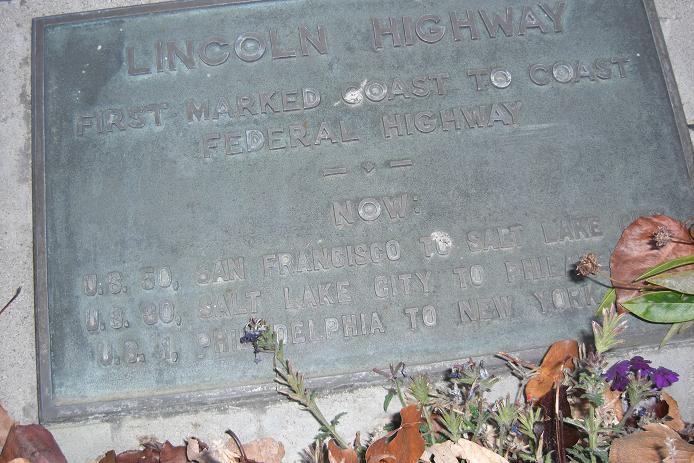 LINCOLN HIGHWAY
FIRST MARKED COAST TO COAST
FEDERAL HIGHWAY
NOW:
U.S. 50, SAN FRANCISCO TO SALT LAKE
U.S. 30, SALT LAKE CITY TO
U.S. 1, PHILADELPHIA TO NEW YORK